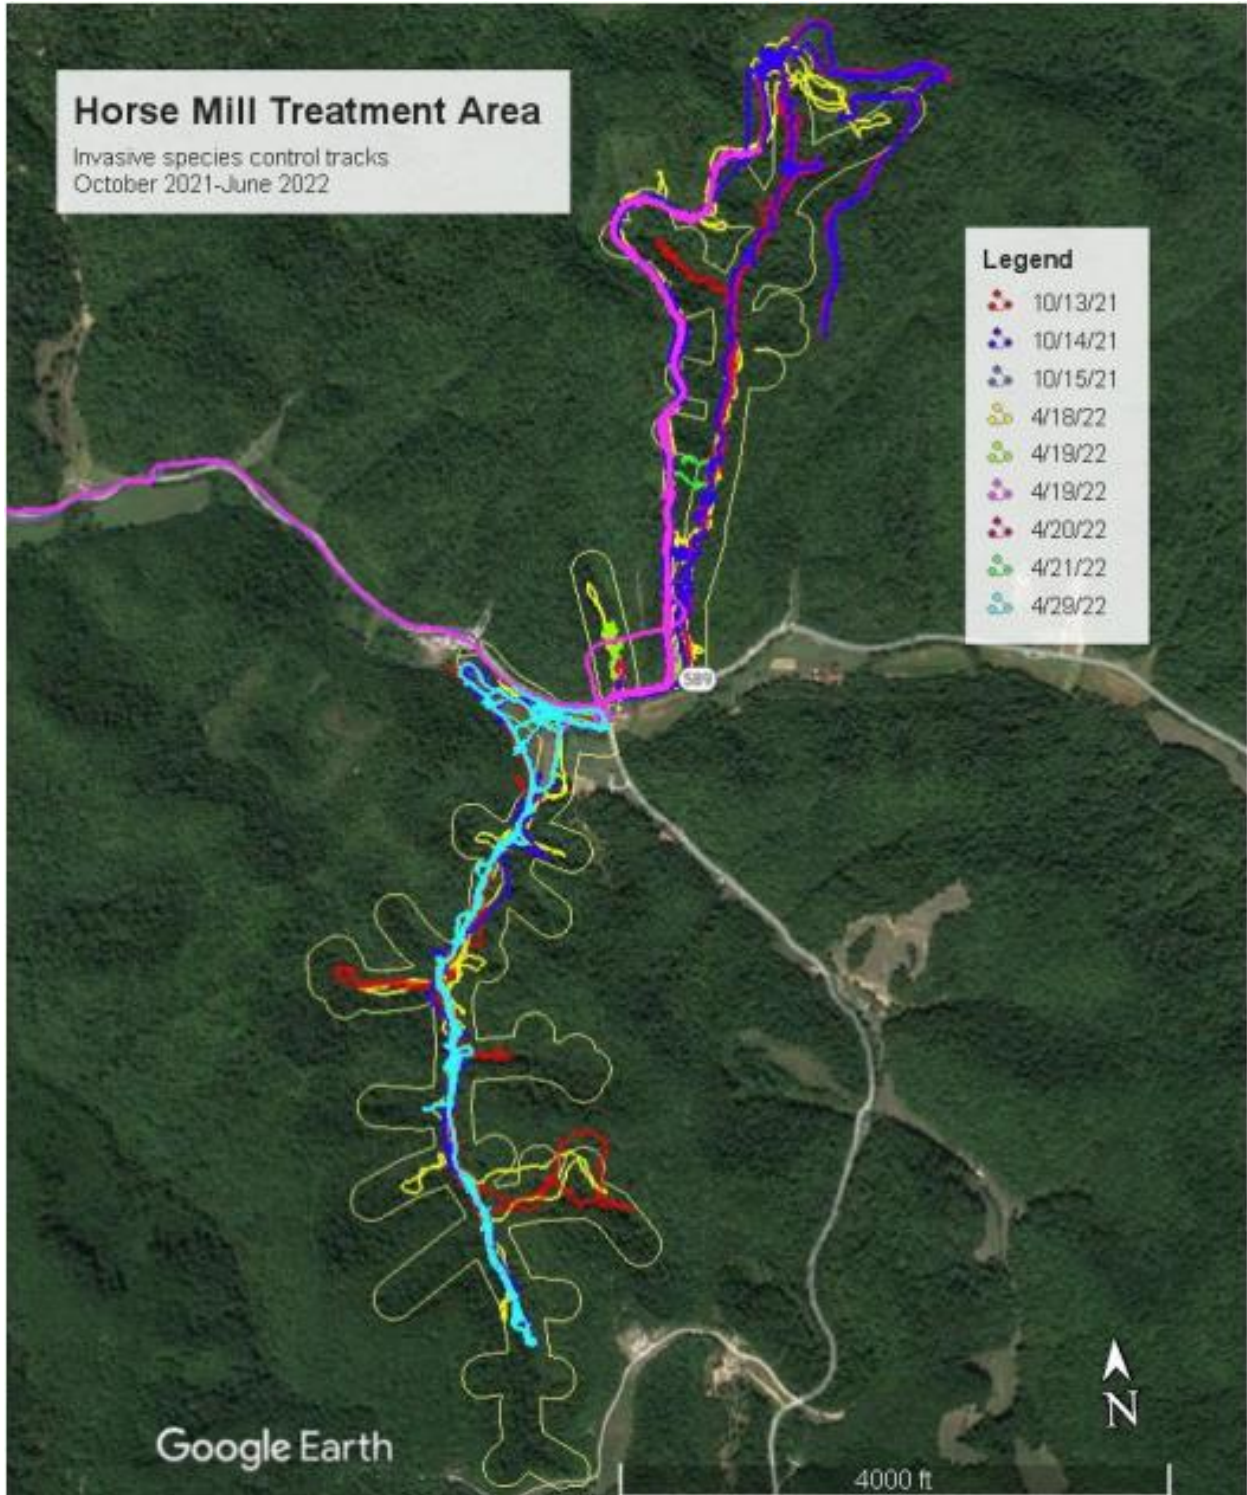 Horse Mill Treatment Area
Invasive species control tracks
October 2021-June 2022
Legend
10/13/21
10/14/21
10/15/21
4/18/22
4/19/22
4/19/22
4/20/22
4/21/22
4/29/22
589
N
Google Earth
4000 ft